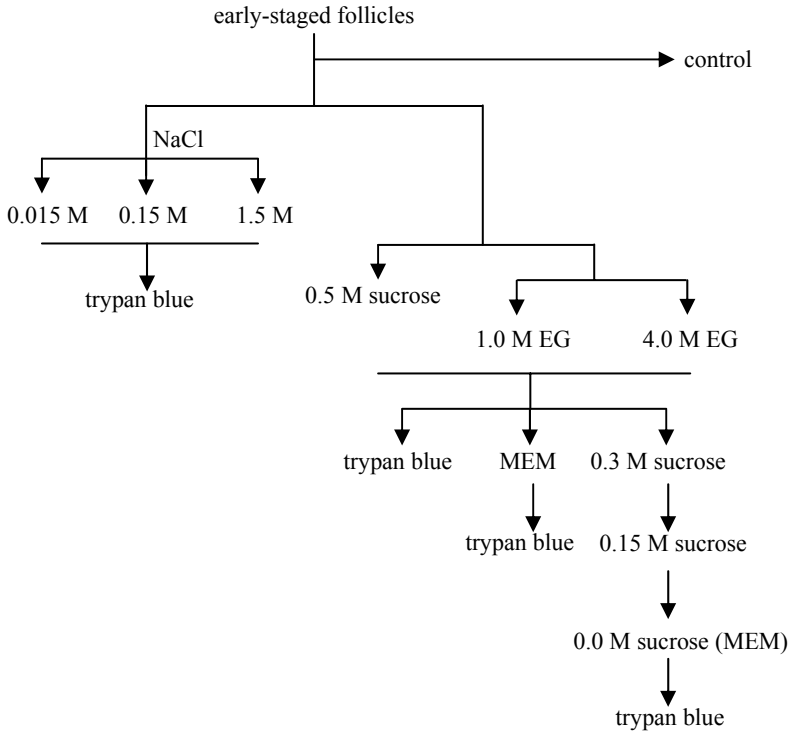 early-staged follicles
control
NaCl
0.015 M
0.15 M
1.5 M
trypan blue
0.5 M sucrose
1.0 M EG
4.0 M EG
trypan blue
MEM
0.3 M sucrose
trypan blue
0.15 M sucrose
0.0 M sucrose (MEM)
trypan blue